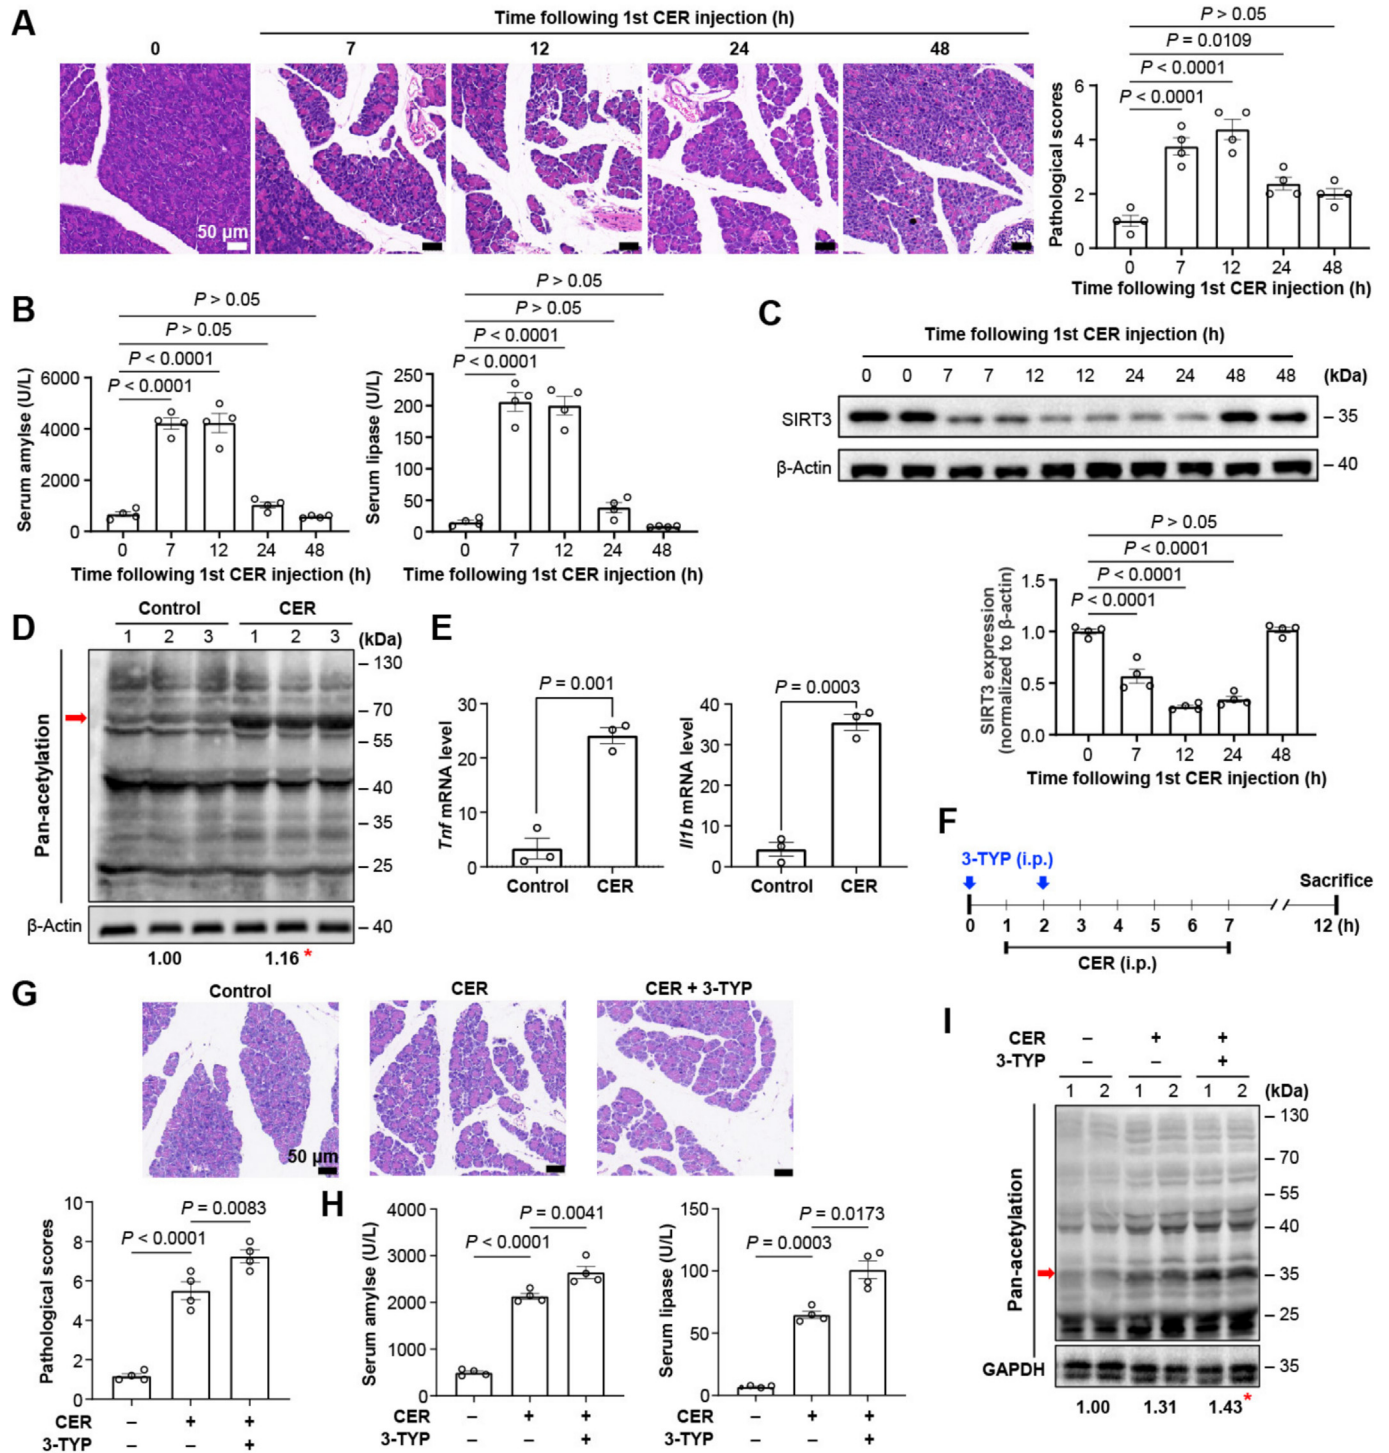 A
Time following 1st CER injection (h)
0 7 12 24 48
50 µm
P > 0.05
P = 0.0109
P < 0.0001
P < 0.0001
Pathological scores
6
4
2
0
0 7 12 24 48
Time following 1st CER injection (h)
B
P > 0.05
P > 0.05
P < 0.0001
P < 0.0001
Serum amylse (U/L)
6000
4000
2000
0
0 7 12 24 48
Time following 1st CER injection (h)
P > 0.05
P > 0.05
P < 0.0001
P < 0.0001
Serum lipase (U/L)
250
200
150
100
50
0
0 7 12 24 48
Time following 1st CER injection (h)
C
Time following 1st CER injection (h)
0 0 7 7 12 12 24 24 48 48 (kDa)
SIRT3 – 35
β-Actin – 40
P > 0.05
P < 0.0001
P < 0.0001
P < 0.0001
SIRT3 expression
(normalized to β-actin)
1.5
1.0
0.5
0.0
0 7 12 24 48
Time following 1st CER injection (h)
D
Control CER
1 2 3 1 2 3 (kDa)
Pan-acetylation
– 130
– 70
– 55
– 40
– 35
– 25
β-Actin – 40
1.00 1.16 *
E
P = 0.001
Tnf mRNA level
30
20
10
0
Control CER
P = 0.0003
Il1b mRNA level
40
30
20
10
0
Control CER
F
3-TYP (i.p.)
Sacrifice
0 1 2 3 4 5 6 7 12 (h)
CER (i.p.)
G
Control CER CER + 3-TYP
50 µm
P = 0.0083
P < 0.0001
Pathological scores
10
8
6
4
2
0
CER – + +
3-TYP – – +
H
P = 0.0041
P < 0.0001
Serum amylse (U/L)
4000
3000
2000
1000
0
CER – + +
3-TYP – – +
P = 0.0173
P = 0.0003
Serum lipase (U/L)
150
100
50
0
CER – + +
3-TYP – – +
I
CER – + +
3-TYP – – +
1 2 1 2 1 2 (kDa)
Pan-acetylation
– 130
– 70
– 55
– 40
– 35
– 25
GAPDH – 35
1.00 1.31 1.43 *